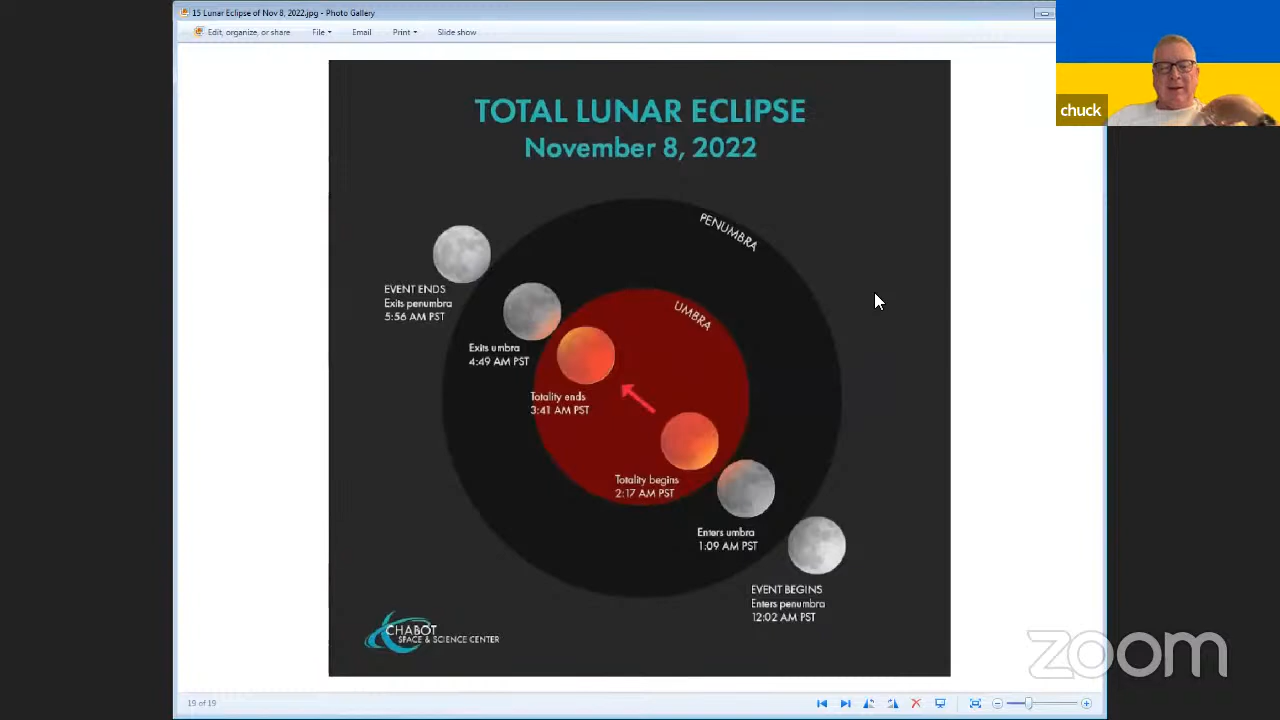 15 Lunar Eclipse of Nov 8, 2022.jpg - Photo Gallery
Edit, organize, or share File Email Print Slide show
chuck
TOTAL LUNAR ECLIPSE
November 8, 2022
PENUMBRA
UMBRA
EVENT ENDS
Exits penumbra
5:56 AM PST
Exits umbra
4:49 AM PST
Totality ends
3:41 AM PST
Totality begins
2:17 AM PST
Enters umbra
1:09 AM PST
EVENT BEGINS
Enters penumbra
12:02 AM PST
CHABOT
SPACE & SCIENCE CENTER
zoom
19 of 19